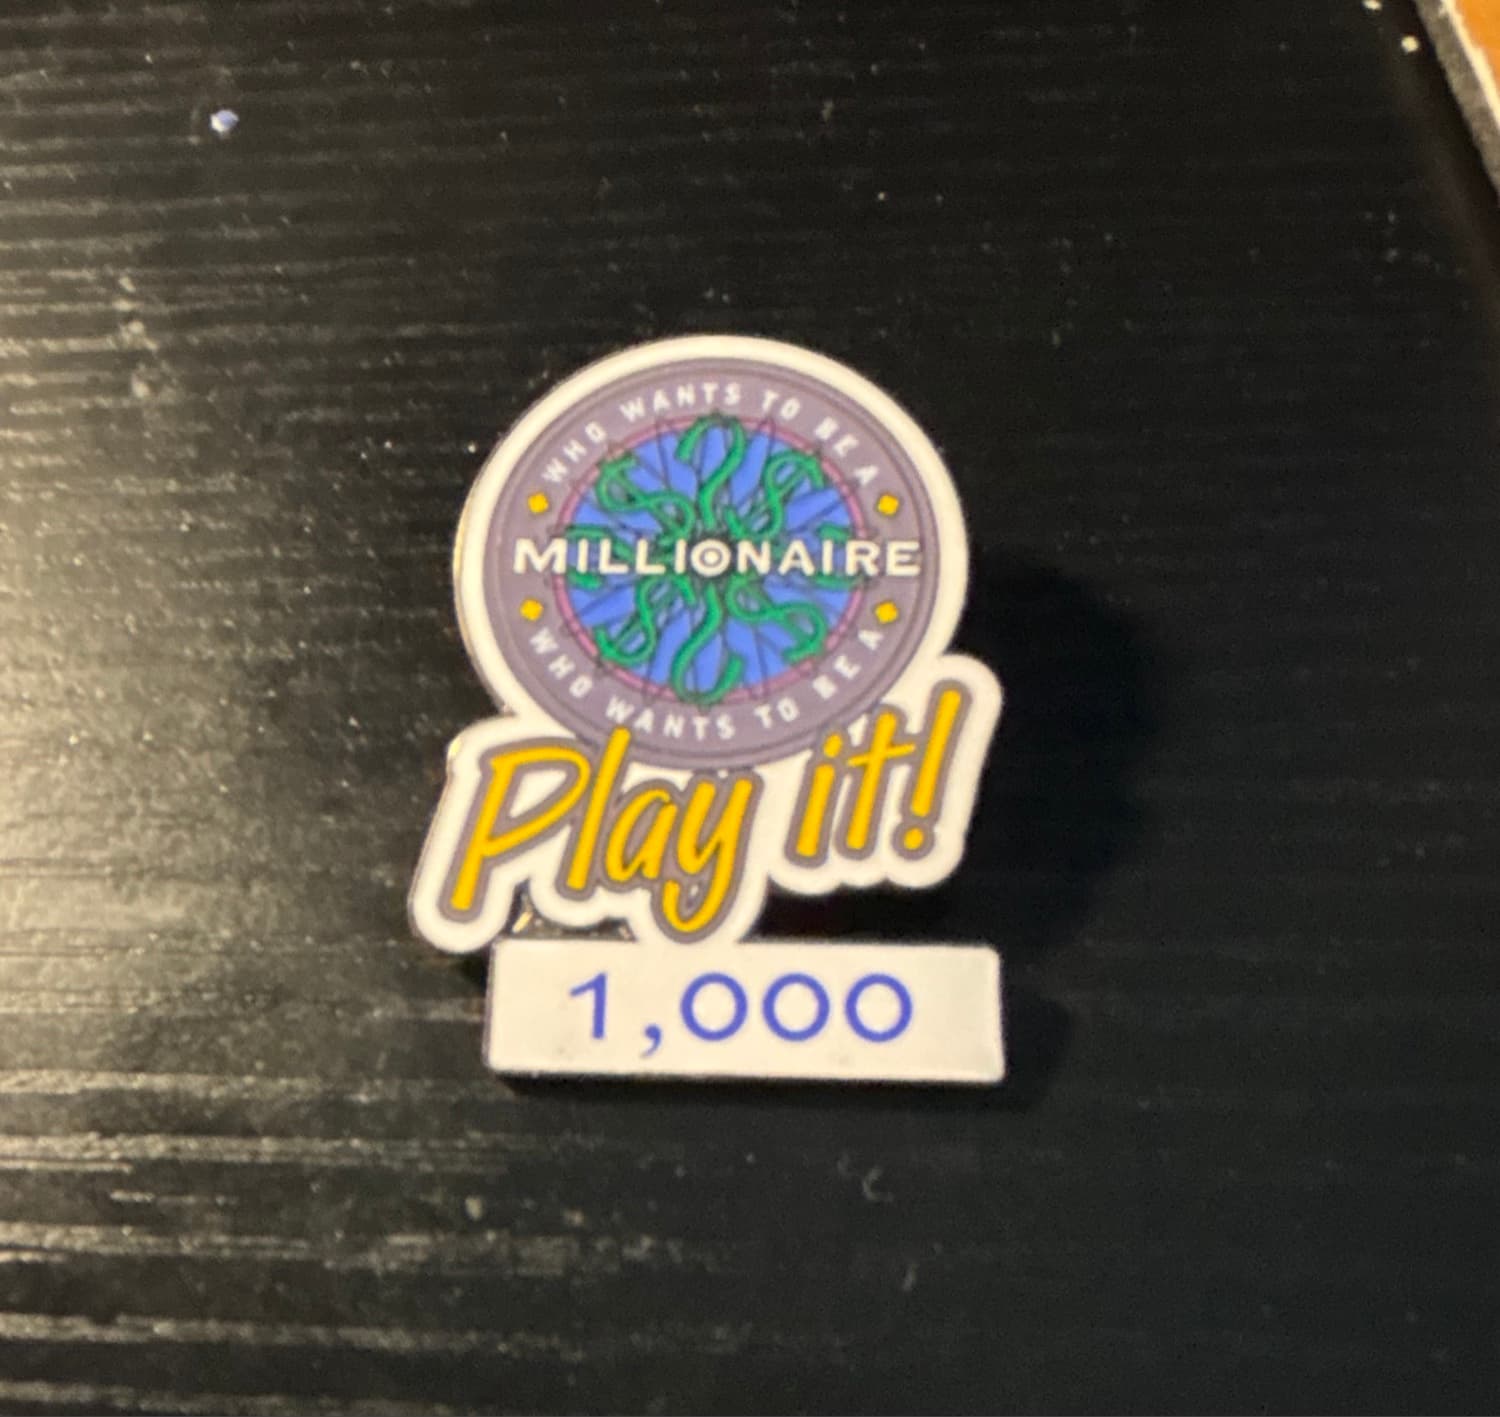 WHO WANTS TO BE A
MILLIONAIRE
WHO WANTS TO BE A
Play it!
1,000